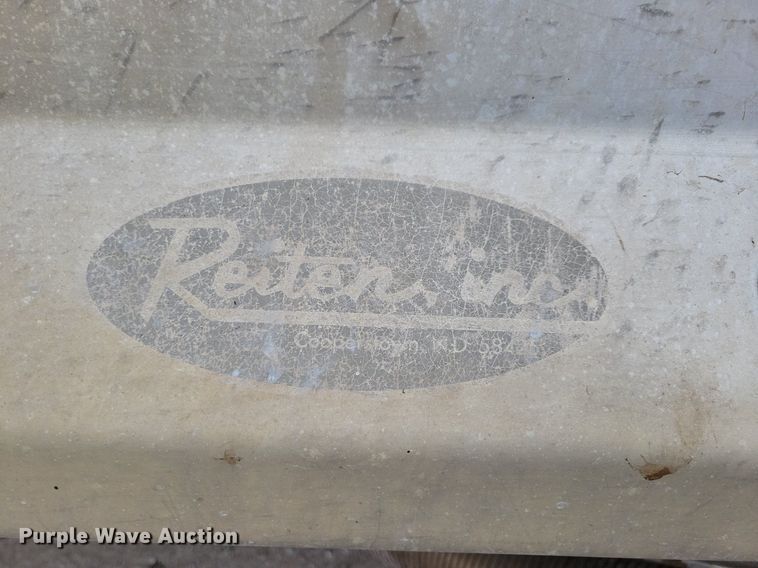 Reiten, inc.
Cooperstown, N.D.
Purple Wave Auction